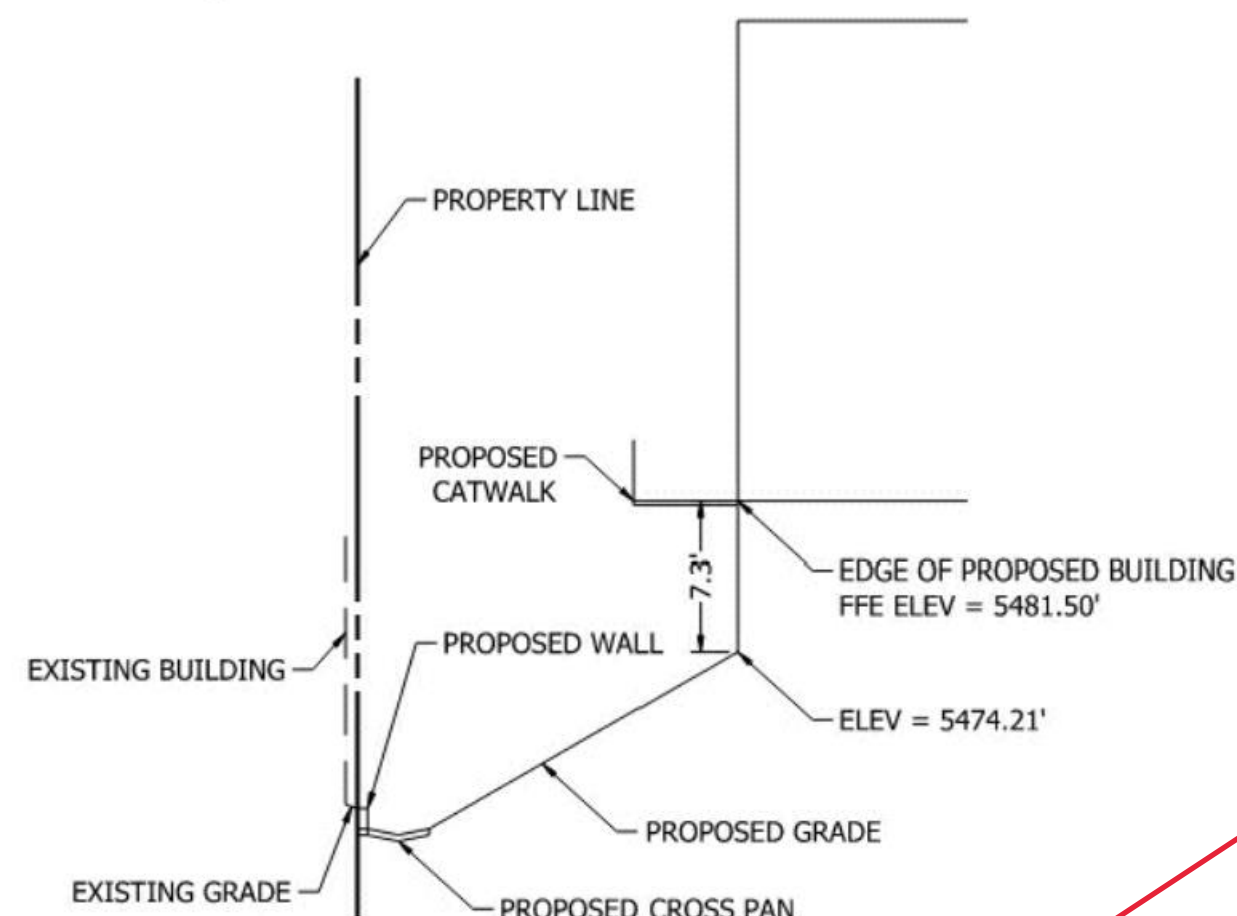 PROPERTY LINE
PROPOSED
CATWALK
7.3'
EDGE OF PROPOSED BUILDING
FFE ELEV = 5481.50'
PROPOSED WALL
EXISTING BUILDING
ELEV = 5474.21'
PROPOSED GRADE
EXISTING GRADE
PROPOSED CROSS PAN